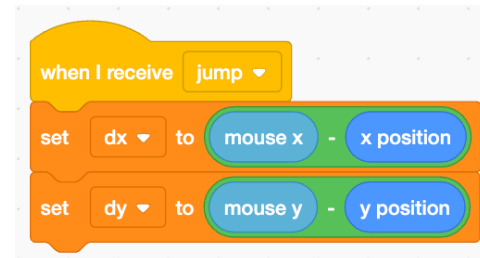 when I receive jump
set dx to mouse x - x position
set dy to mouse y - y position